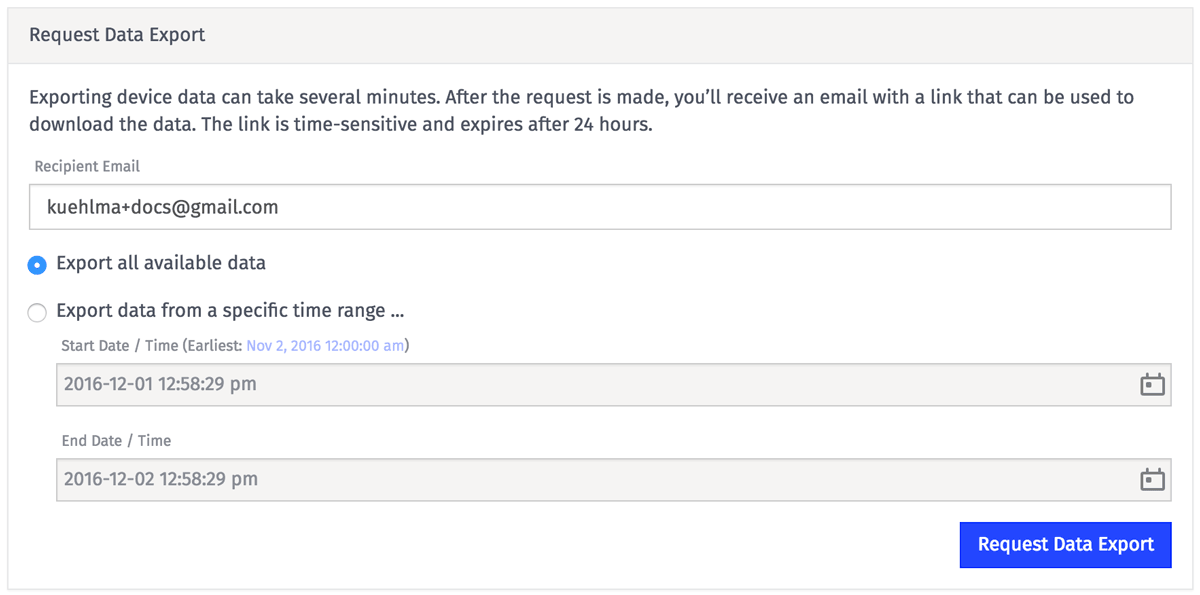 Request Data Export
Exporting device data can take several minutes. After the request is made, you’ll receive an email with a link that can be used to
download the data. The link is time-sensitive and expires after 24 hours.
Recipient Email
kuehlma+docs@gmail.com
Export all available data
Export data from a specific time range ...
Start Date / Time (Earliest: Nov 2, 2016 12:00:00 am)
2016-12-01 12:58:29 pm
End Date / Time
2016-12-02 12:58:29 pm
Request Data Export